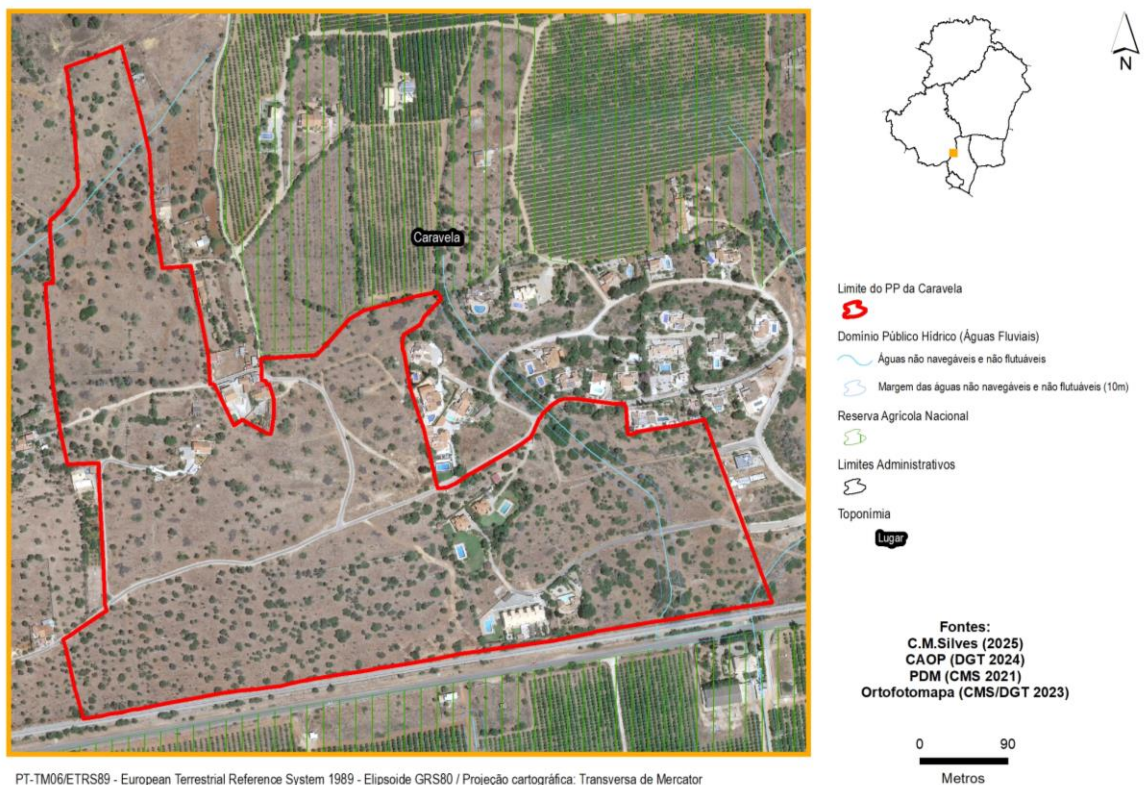 Caravela
N
Limite do PP da Caravela
Domínio Público Hídrico (Águas Fluviais)
Águas não navegáveis e não flutuáveis
Margem das águas não navegáveis e não flutuáveis (10m)
Reserva Agrícola Nacional
Limites Administrativos
Toponímia
Lugar
Fontes:
C.M.Silves (2025)
CAOP (DGT 2024)
PDM (CMS 2021)
Ortofotomapa (CMS/DGT 2023)
0 90
Metros
PT-TM06/ETRS89 - European Terrestrial Reference System 1989 - Elipsoide GRS80 / Projeção cartográfica: Transversa de Mercator